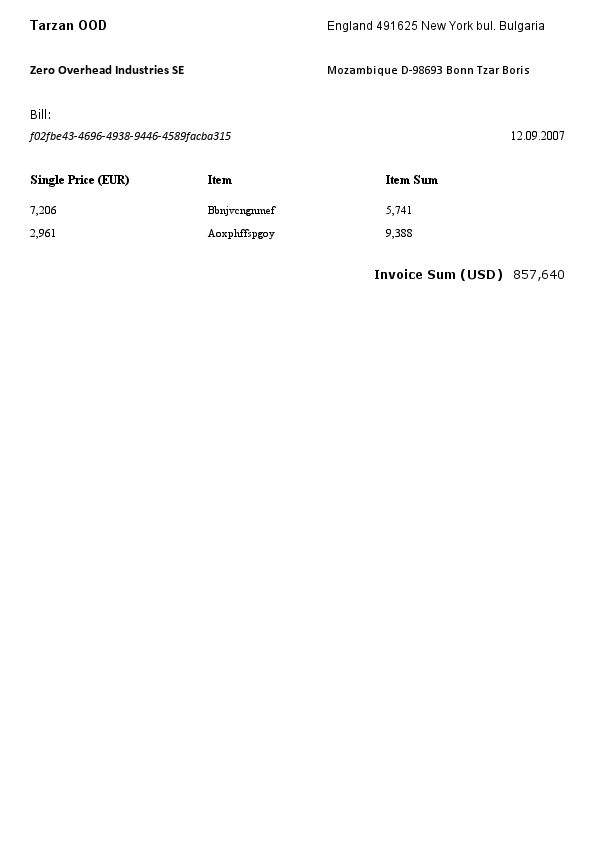 Tarzan OOD England 491625 New York bul. Bulgaria
Zero Overhead Industries SE Mozambique D-98693 Bonn Tzar Boris
Bill:
f02fbe43-4696-4938-9446-4589facba315 12.09.2007
Single Price (EUR) Item Item Sum
7,206 Bbnjvcngnmef 5,741
2,961 Aoxphffspgoy 9,388
Invoice Sum (USD) 857,640